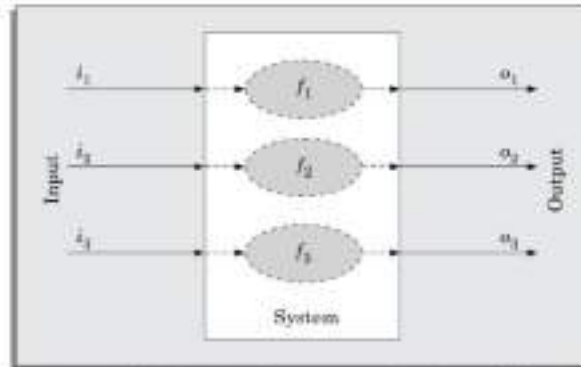 i₁ f₁ o₁
Input i₂ f₂ o₂ Output
i₃ f₃ o₃
System